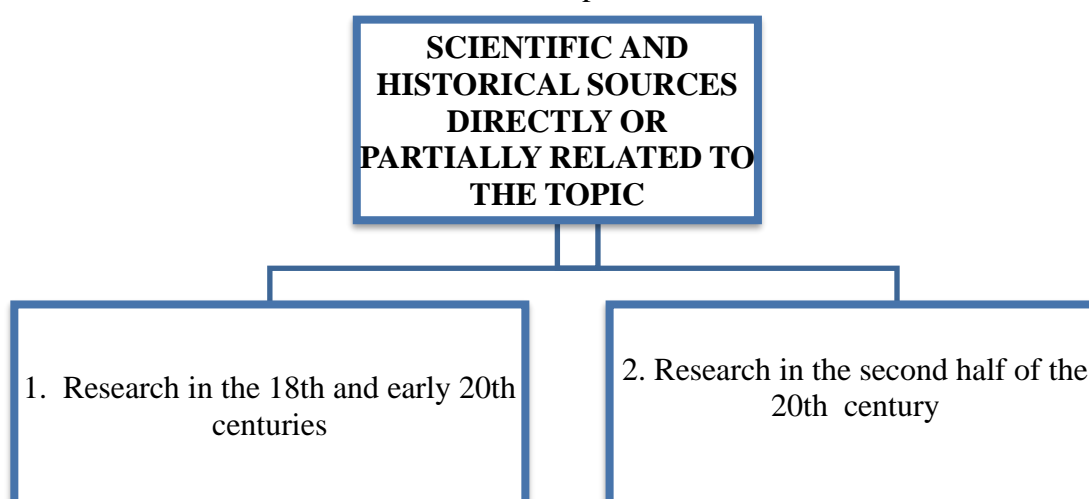 SCIENTIFIC AND
HISTORICAL SOURCES
DIRECTLY OR
PARTIALLY RELATED TO
THE TOPIC
1. Research in the 18th and early 20th
centuries
2. Research in the second half of the
20th century